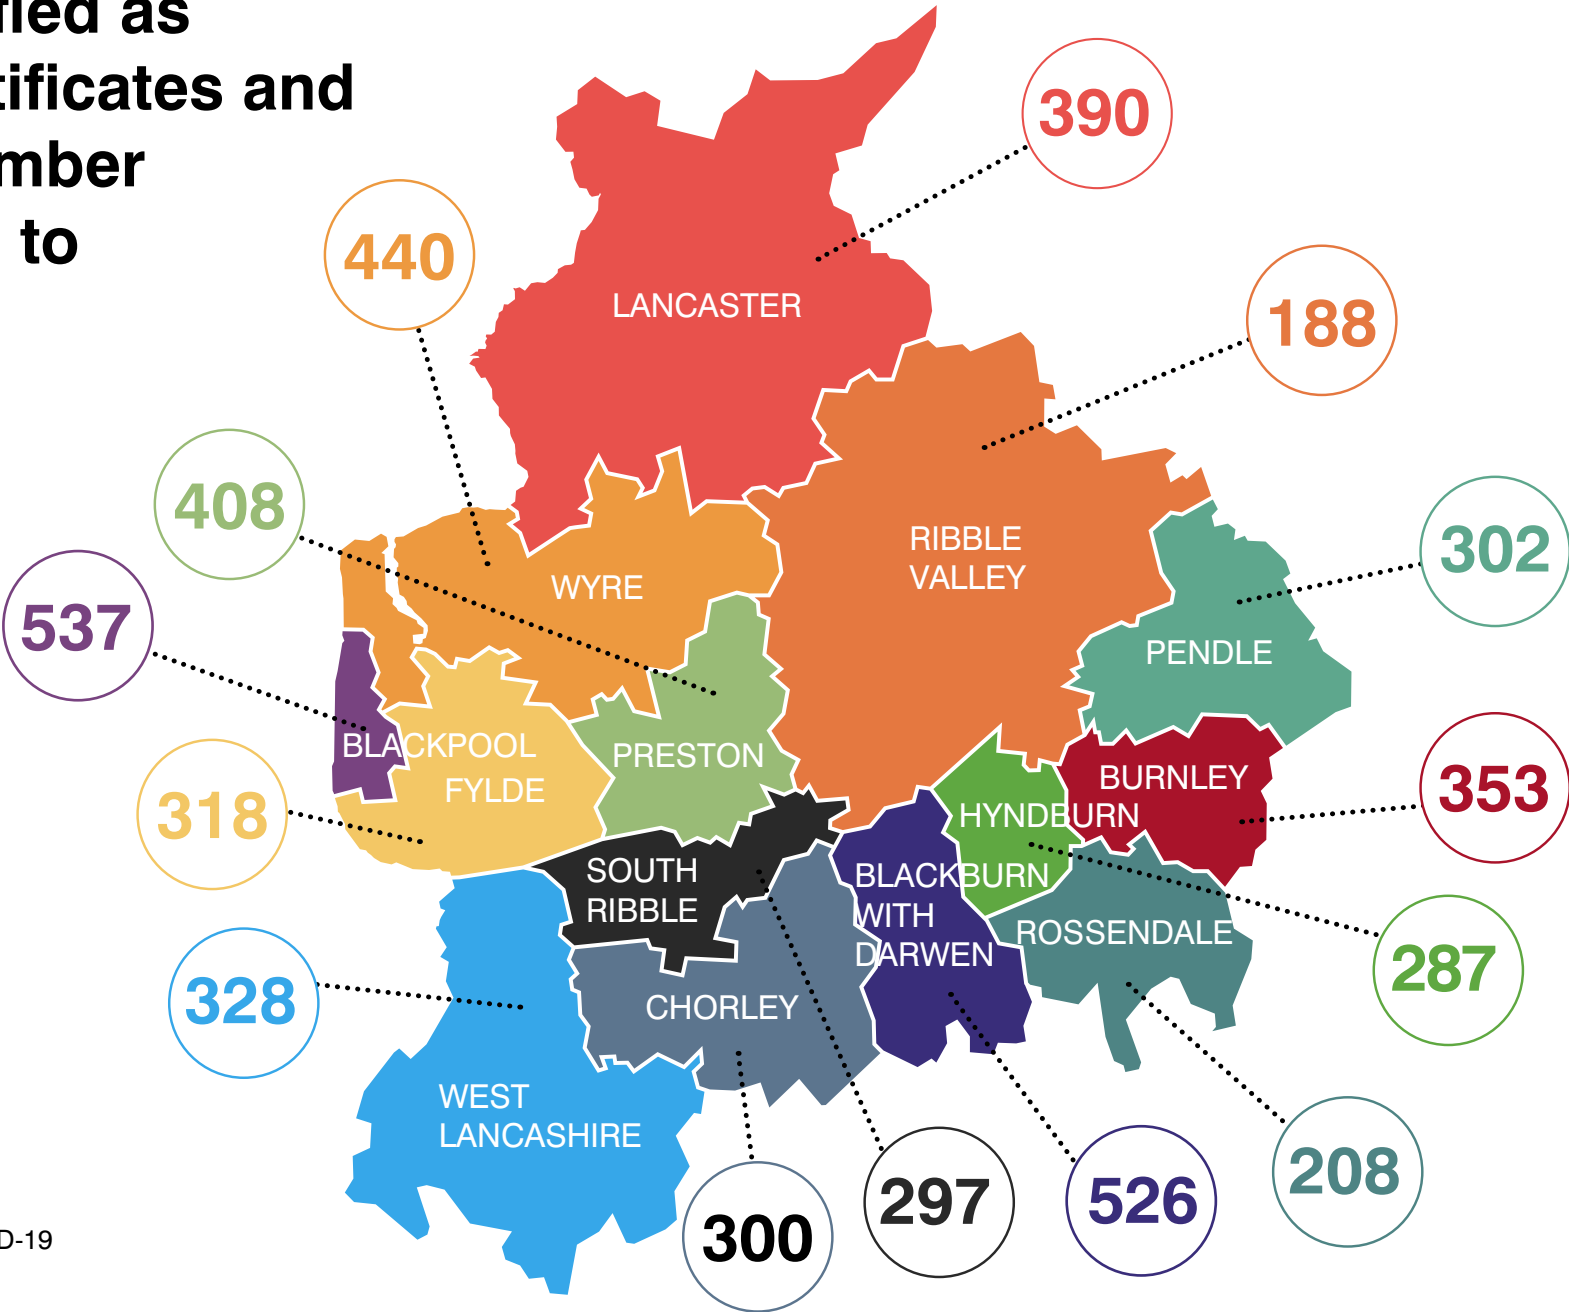 fied as
tificates and
mber
to
390
440
188
LANCASTER
408
302
RIBBLE
VALLEY
WYRE
537
PENDLE
BLACKPOOL
PRESTON
FYLDE
318
BURNLEY
353
HYNDBURN
SOUTH
RIBBLE
BLACKBURN
WITH
DARWEN
ROSSENDALE
287
328
CHORLEY
WEST
LANCASHIRE
208
297
526
300
D-19